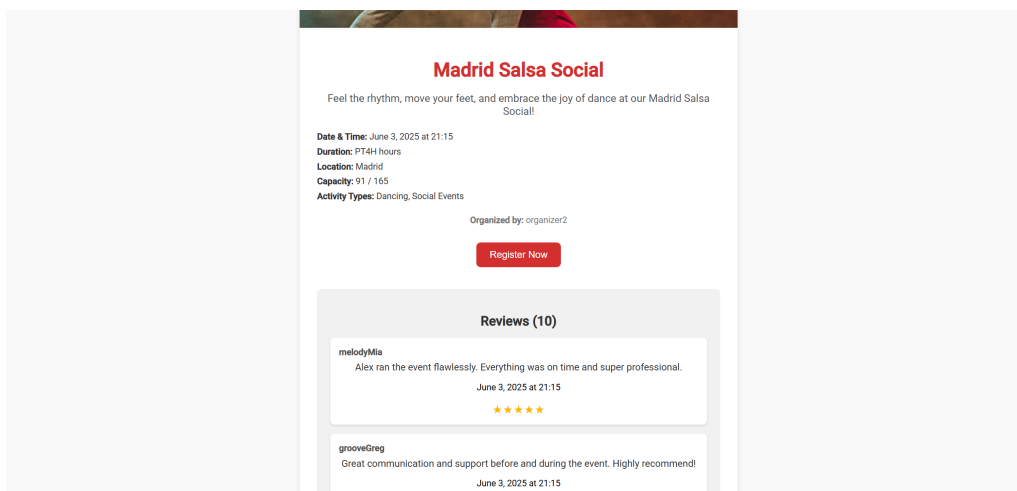 Madrid Salsa Social
Feel the rhythm, move your feet, and embrace the joy of dance at our Madrid Salsa
Social!
Date & Time: June 3, 2025 at 21:15
Duration: PT4H hours
Location: Madrid
Capacity: 91 / 165
Activity Types: Dancing, Social Events
Organized by: organizer2
Register Now
Reviews (10)
melodyMia
Alex ran the event flawlessly. Everything was on time and super professional.
June 3, 2025 at 21:15
★★★★★
grooveGreg
Great communication and support before and during the event. Highly recommend!
June 3, 2025 at 21:15